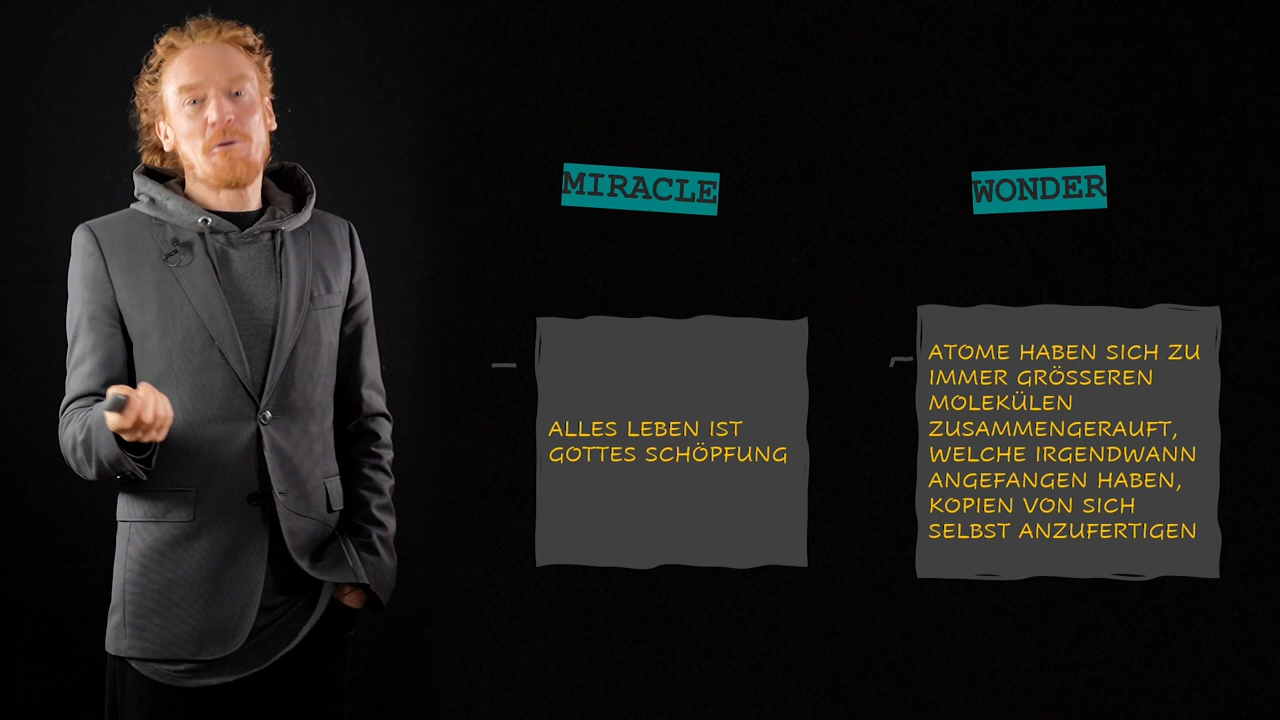 MIRACLE
WONDER
ALLES LEBEN IST
GOTTES SCHÖPFUNG
ATOME HABEN SICH ZU
IMMER GRÖSSEREN
MOLEKÜLEN
ZUSAMMENGERAUFT,
WELCHE IRGENDWANN
ANGEFANGEN HABEN,
KOPIEN VON SICH
SELBST ANZUFERTIGEN